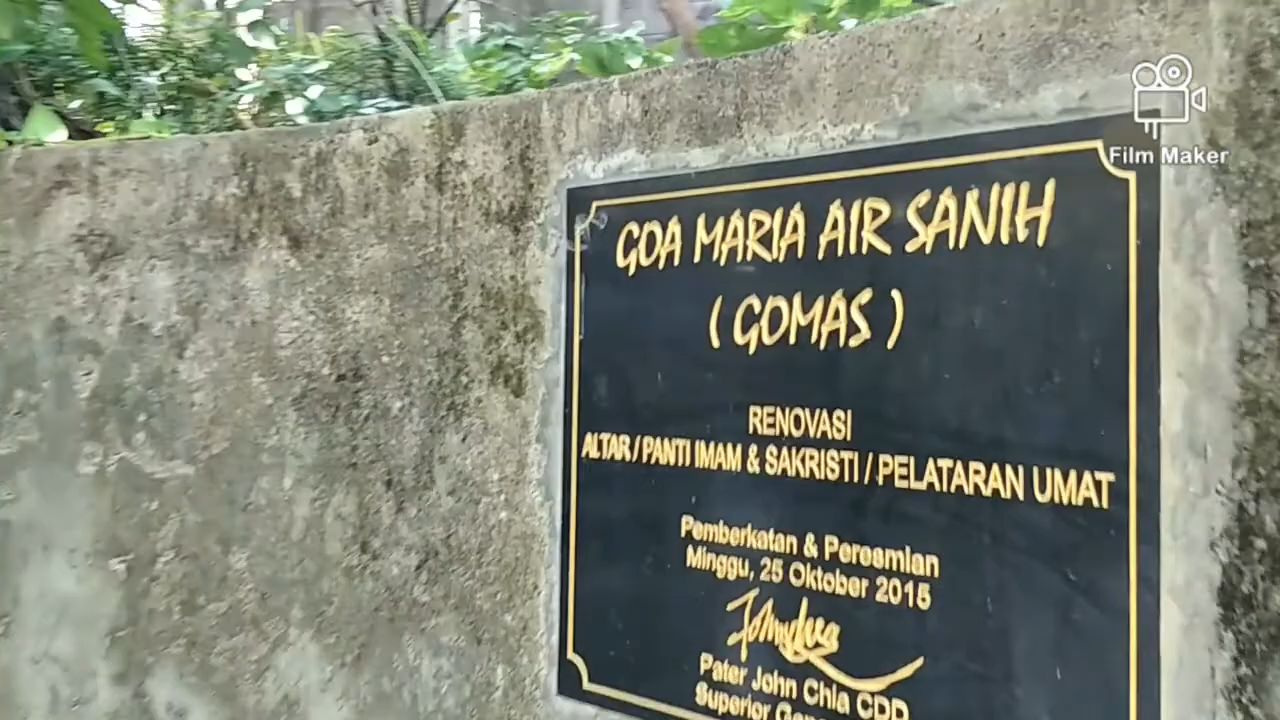 Film Maker
GOA MARIA AIR SANIH
( GOMAS )
RENOVASI
ALTAR / PANTI IMAM & SAKRISTI / PELATARAN UMAT
Pemberkatan & Peresmian
Minggu, 25 Oktober 2015
Pater John Chia CDD
Superior